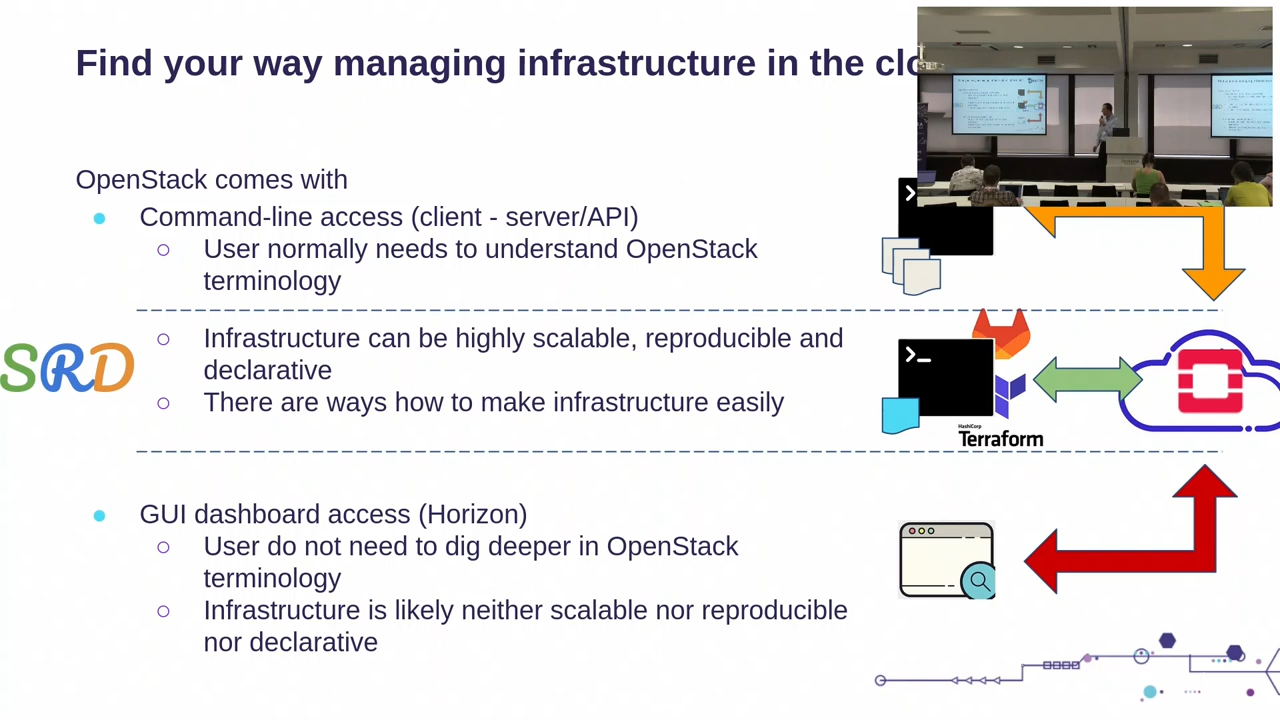 Find your way managing infrastructure in the clo
OpenStack comes with
● Command-line access (client - server/API)
○ User normally needs to understand OpenStack
terminology
○ Infrastructure can be highly scalable, reproducible and
declarative
○ There are ways how to make infrastructure easily
SRD
HashiCorp
Terraform
● GUI dashboard access (Horizon)
○ User do not need to dig deeper in OpenStack
terminology
○ Infrastructure is likely neither scalable nor reproducible
nor declarative